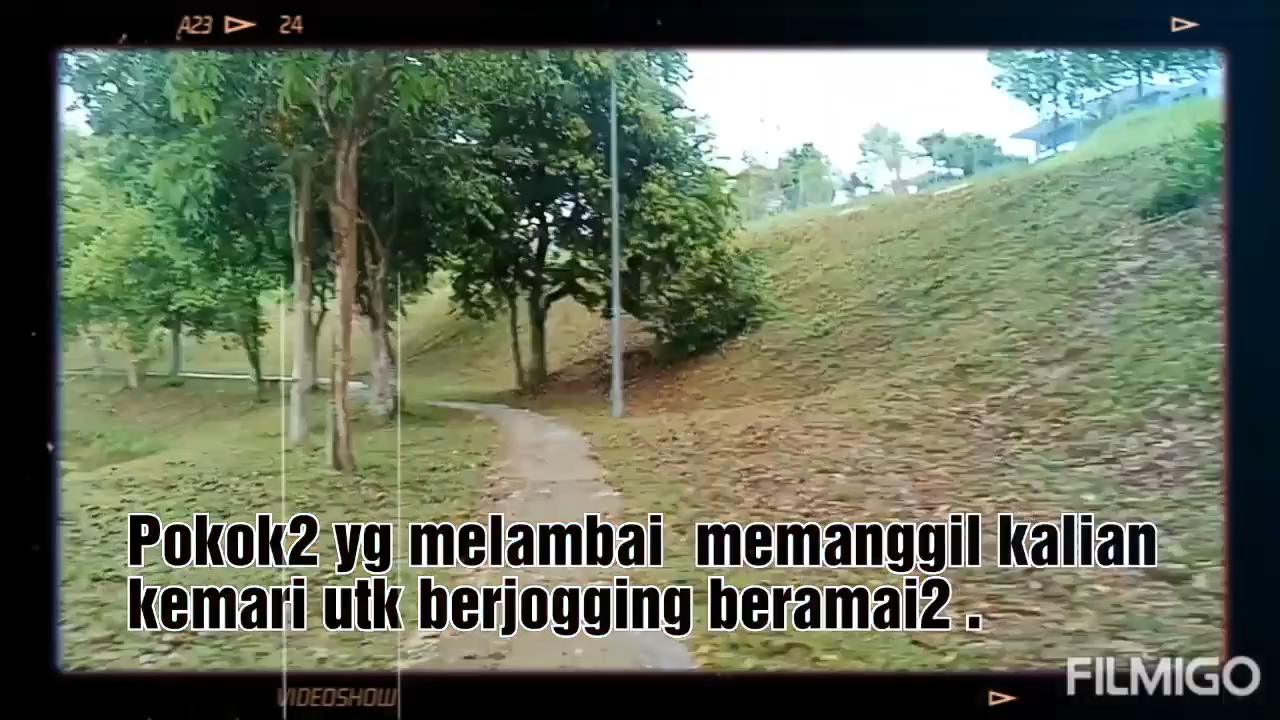 A23 24
Pokok2 yg melambai memanggil kalian
kemari utk berjogging beramai2 .
FILMIGO
VIDEOSHOW